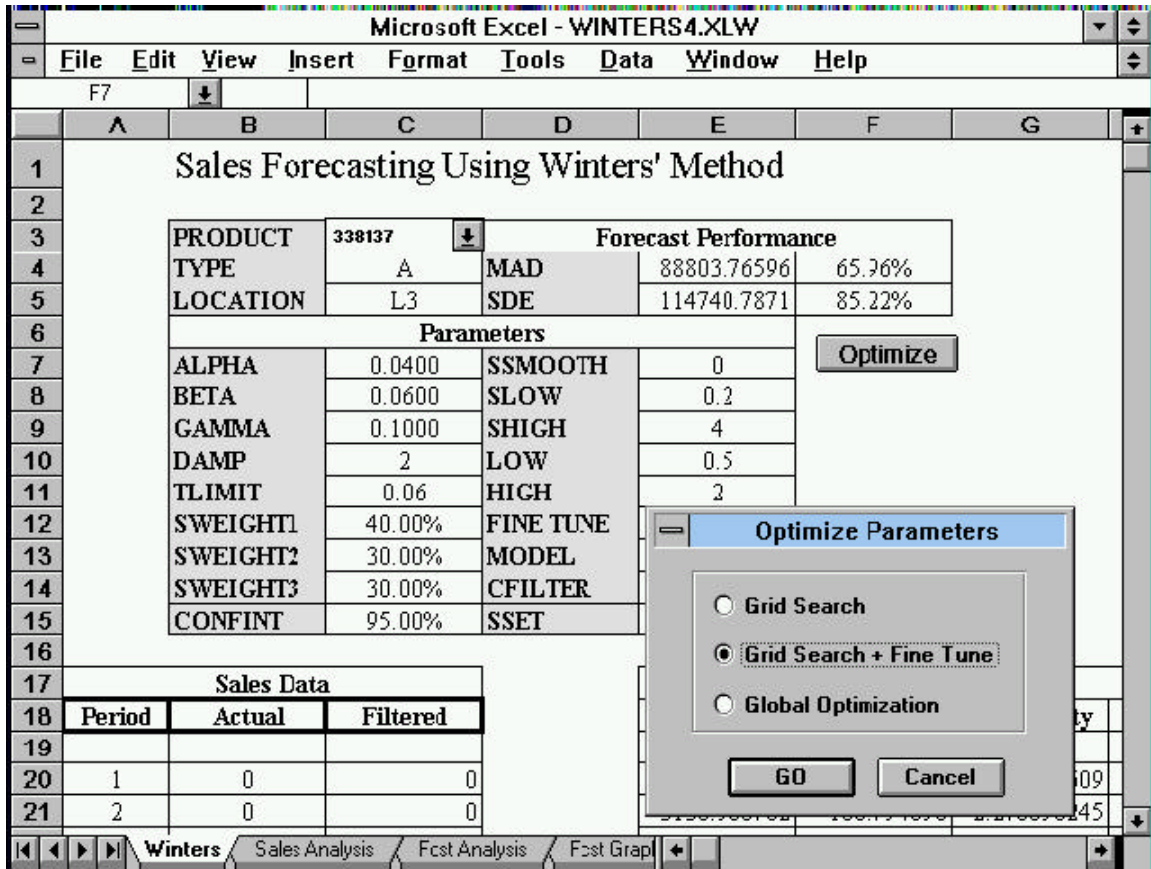 Microsoft Excel - WINTERS4.XLW
File Edit View Insert Format Tools Data Window Help
F7
A B C D E F G
1 Sales Forecasting Using Winters' Method
2
3 PRODUCT 338137 Forecast Performance
4 TYPE A MAD 88803.76596 65.96%
5 LOCATION L3 SDE 114740.7871 85.22%
6 Parameters
7 ALPHA 0.0400 SSMOOTH 0 Optimize
8 BETA 0.0600 SLOW 0.2
9 GAMMA 0.1000 SHIGH 4
10 DAMP 2 LOW 0.5
11 TLIMIT 0.06 HIGH 2
12 SWEIGHT1 40.00% FINE TUNE
13 SWEIGHT2 30.00% MODEL
14 SWEIGHT3 30.00% CFILTER
15 CONFINT 95.00% SSET
16
Optimize Parameters
Grid Search
Grid Search + Fine Tune
Global Optimization
GO Cancel
17 Sales Data
18 Period Actual Filtered ty
19
20 1 0 0 609
21 2 0 0
Winters Sales Analysis Fcst Analysis Fcst Grap